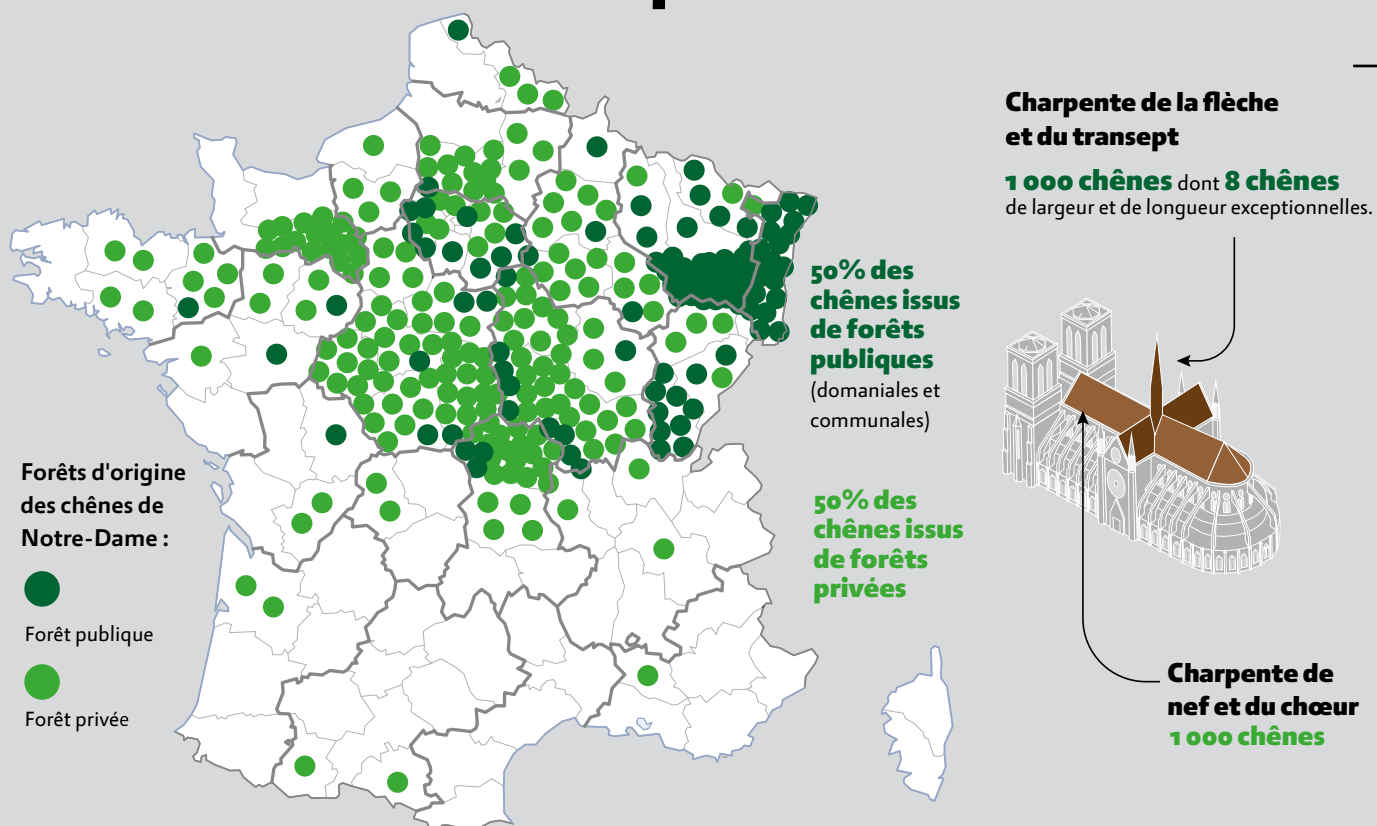 Charpente de la flèche
et du transept
1 000 chênes dont 8 chênes
de largeur et de longueur exceptionnelles.
50% des
chênes issus
de forêts
publiques
(domaniales et
communales)
50% des
chênes issus
de forêts
privées
Forêts d'origine
des chênes de
Notre-Dame :
Forêt publique
Forêt privée
Charpente de
nef et du chœur
1 000 chênes